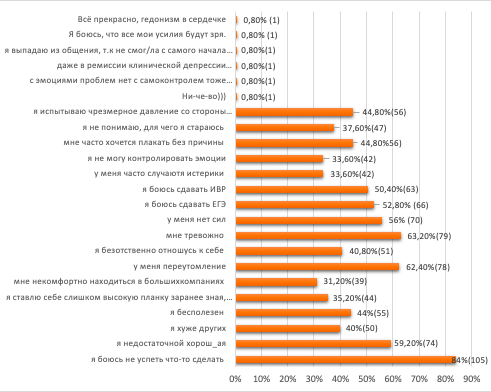 Всё прекрасно, гедонизм в сердечке 0,80% (1)
Я боюсь, что все мои усилия будут зря. 0,80% (1)
я выпадаю из общения, т.к не смог/ла с самого начала… 0,80%(1)
даже в ремиссии клинической депрессии… 0,80%(1)
с эмоциями проблем нет с самоконтролем тоже… 0,80%(1)
Ни-че-во))) 0,80%(1)
я испытываю чрезмерное давление со стороны… 44,80%(56)
я не понимаю, для чего я стараюсь 37,60%(47)
мне часто хочется плакать без причины 44,80%56)
я не могу контролировать эмоции 33,60%(42)
у меня часто случаютя истерики 33,60%(42)
я боюсь сдавать ИВР 50,40%(63)
я боюсь сдавать ЕГЭ 52,80% (66)
у меня нет сил 56% (70)
мне тревожно 63,20%(79)
я безотственно отношусь к себе 40,80%(51)
у меня переутомление 62,40%(78)
мне некомфортно находиться в большихкомпаниях 31,20%(39)
я ставлю себе слишком высокую планку заранее зная,… 35,20%(44)
я бесполезен 44%(55)
я хуже других 40%(50)
я недостаточной хорош_ая 59,20%(74)
я боюсь не успеть что-то сделать 84%(105)
0% 10% 20% 30% 40% 50% 60% 70% 80% 90%